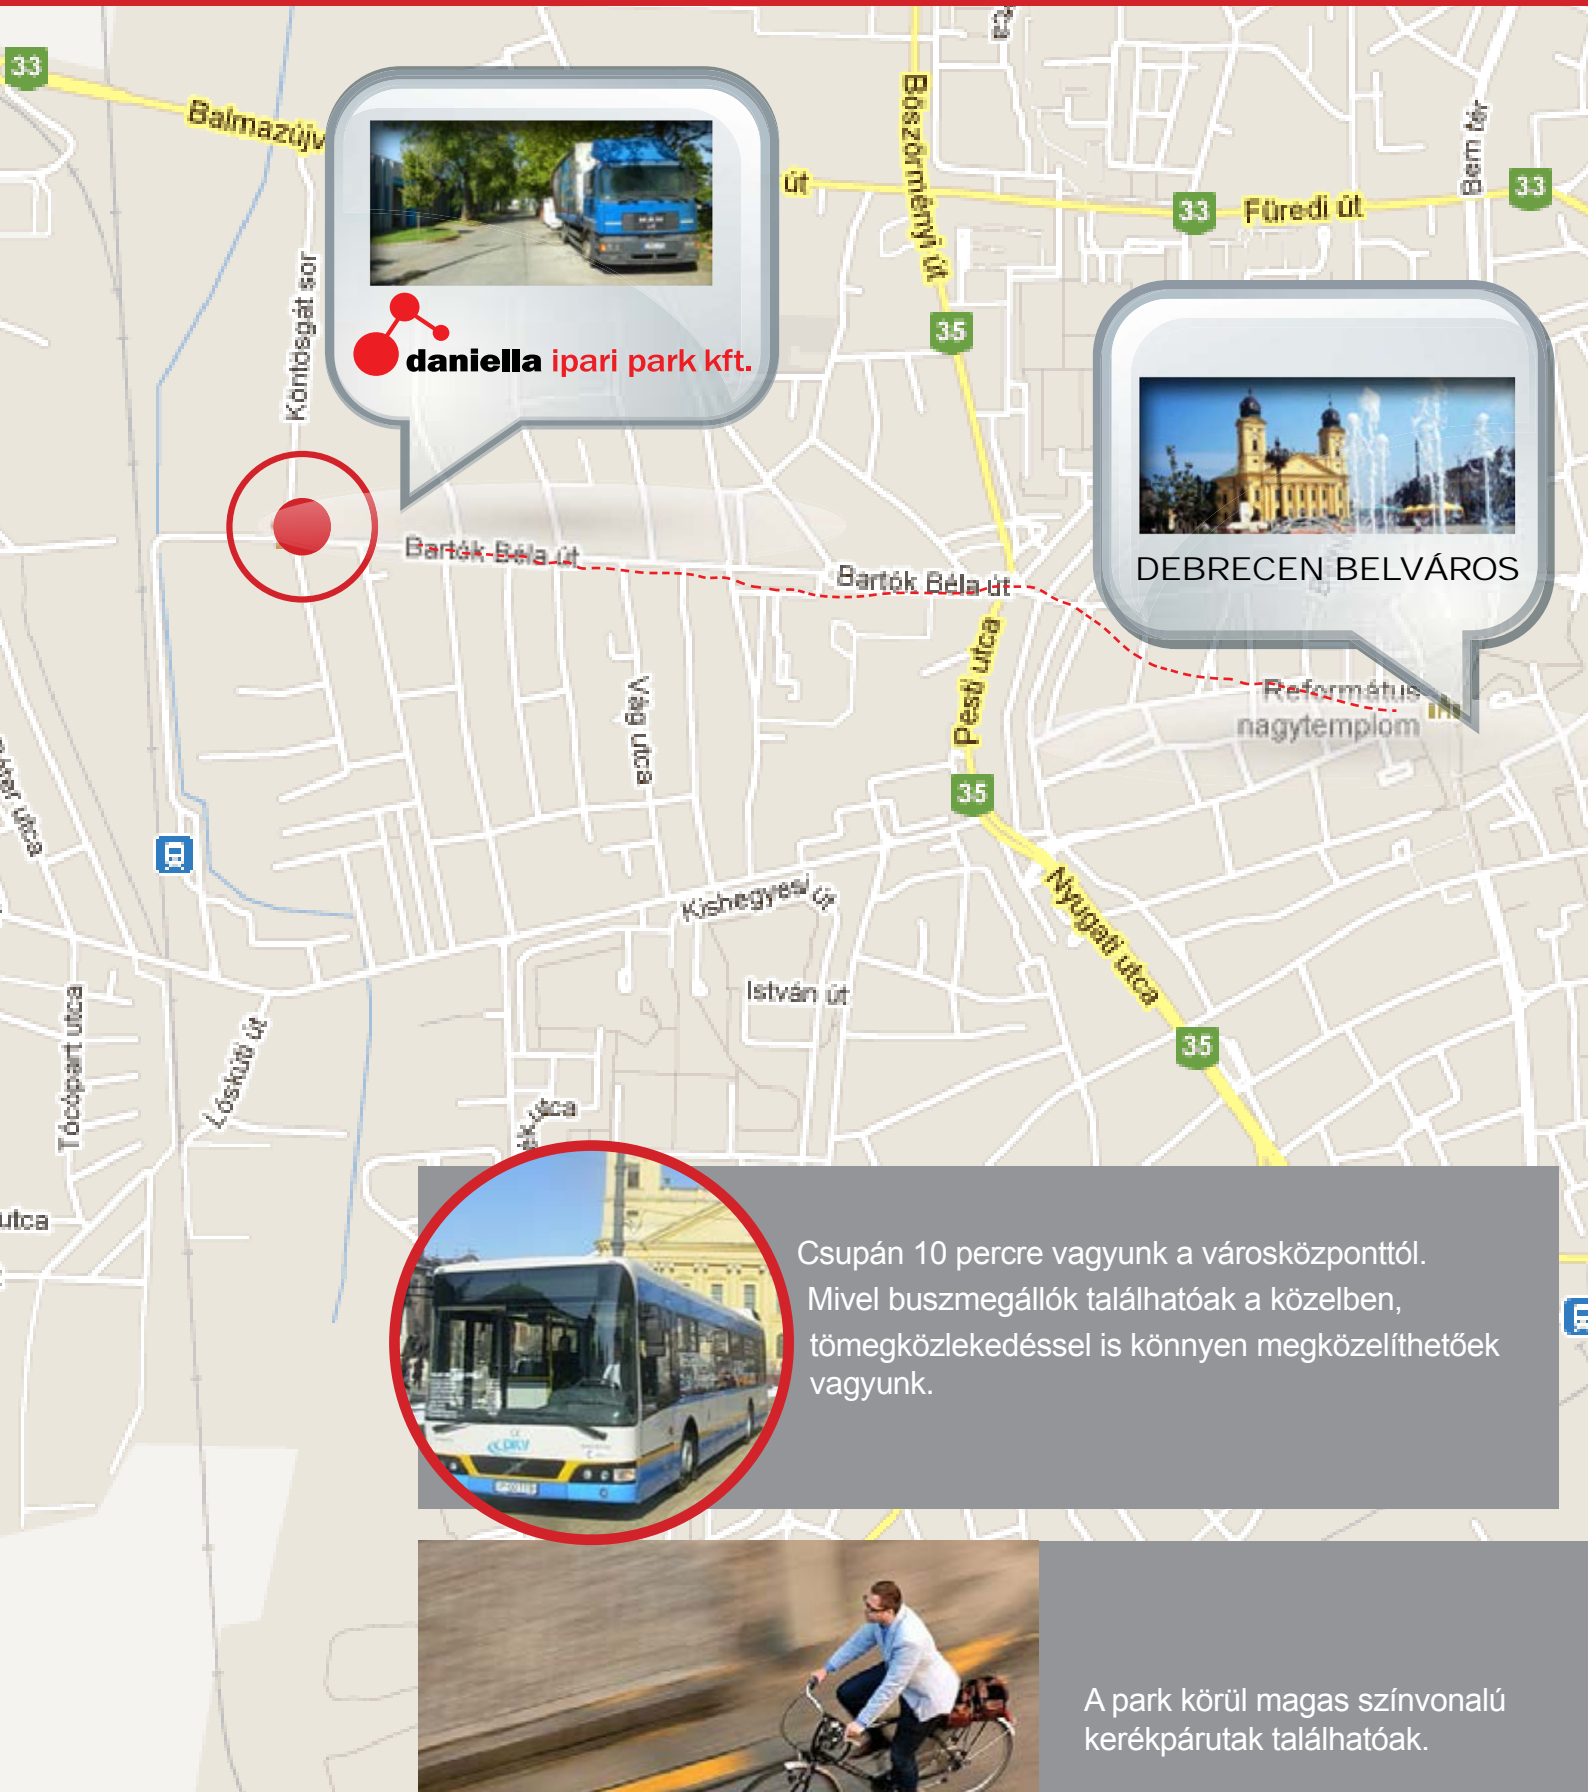 33
Balmazújv
Böszörményi út
Bem tér
út
33
Füredi út
33
Köntösgát sor
daniella ipari park kft.
35
Bartók Béla út
Bartók Béla út
DEBRECEN BELVÁROS
Pesti utca
Vág utca
Református
nagytemplom
35
Kishegyesi út
Nyugati utca
István út
Tócópart utca
Lóskúti út
35
utca
Csupán 10 percre vagyunk a városközponttól.
Mivel buszmegállók találhatóak a közelben,
tömegközlekedéssel is könnyen megközelíthetőek
vagyunk.
DKV
A park körül magas színvonalú
kerékpárutak találhatóak.